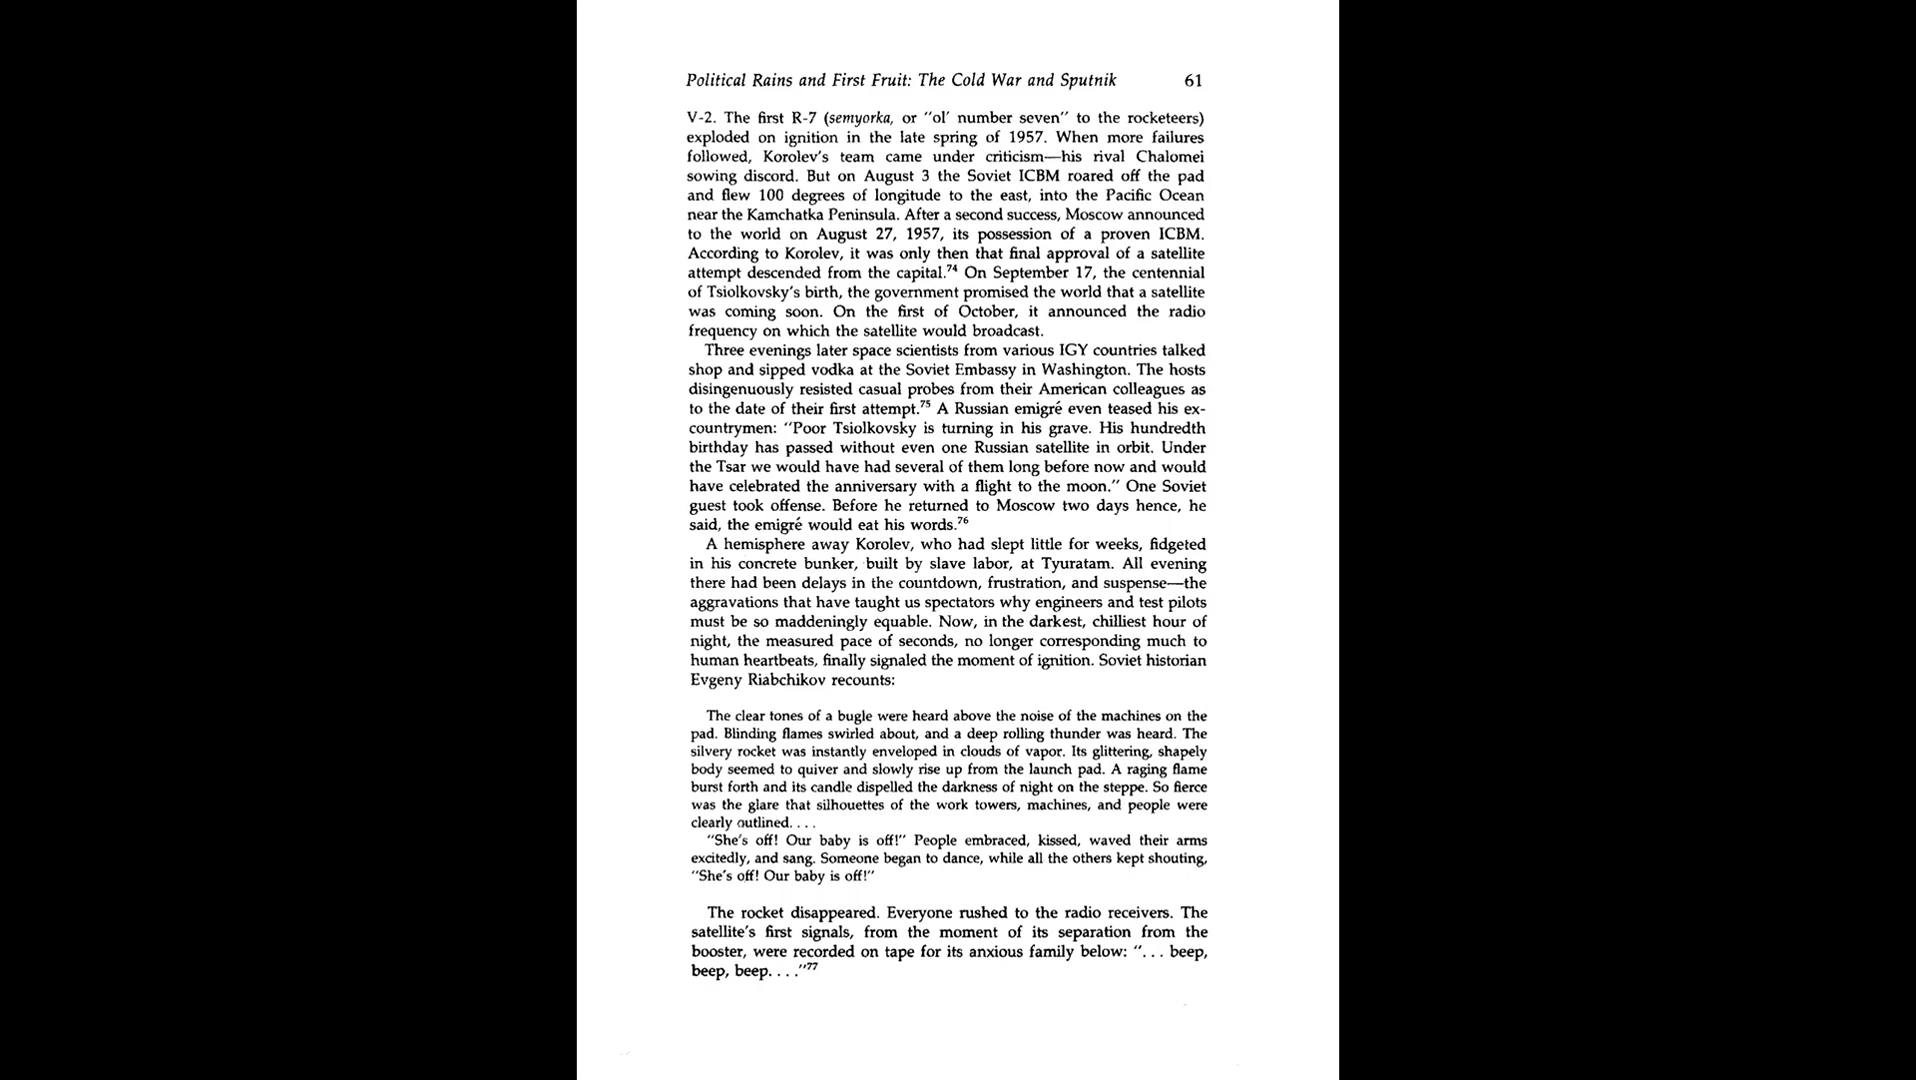 Political Rains and First Fruit: The Cold War and Sputnik 61
V-2. The first R-7 (semyorka, or "ol' number seven" to the rocketeers)
exploded on ignition in the late spring of 1957. When more failures
followed, Korolev's team came under criticism—his rival Chalomei
sowing discord. But on August 3 the Soviet ICBM roared off the pad
and flew 100 degrees of longitude to the east, into the Pacific Ocean
near the Kamchatka Peninsula. After a second success, Moscow announced
to the world on August 27, 1957, its possession of a proven ICBM.
According to Korolev, it was only then that final approval of a satellite
attempt descended from the capital.74 On September 17, the centennial
of Tsiolkovsky's birth, the government promised the world that a satellite
was coming soon. On the first of October, it announced the radio
frequency on which the satellite would broadcast.
Three evenings later space scientists from various IGY countries talked
shop and sipped vodka at the Soviet Embassy in Washington. The hosts
disingenuously resisted casual probes from their American colleagues as
to the date of their first attempt.75 A Russian emigré even teased his ex-
countrymen: "Poor Tsiolkovsky is turning in his grave. His hundredth
birthday has passed without even one Russian satellite in orbit. Under
the Tsar we would have had several of them long before now and would
have celebrated the anniversary with a flight to the moon." One Soviet
guest took offense. Before he returned to Moscow two days hence, he
said, the emigré would eat his words.76
A hemisphere away Korolev, who had slept little for weeks, fidgeted
in his concrete bunker, built by slave labor, at Tyuratam. All evening
there had been delays in the countdown, frustration, and suspense—the
aggravations that have taught us spectators why engineers and test pilots
must be so maddeningly equable. Now, in the darkest, chilliest hour of
night, the measured pace of seconds, no longer corresponding much to
human heartbeats, finally signaled the moment of ignition. Soviet historian
Evgeny Riabchikov recounts:
The clear tones of a bugle were heard above the noise of the machines on the
pad. Blinding flames swirled about, and a deep rolling thunder was heard. The
silvery rocket was instantly enveloped in clouds of vapor. Its glittering, shapely
body seemed to quiver and slowly rise up from the launch pad. A raging flame
burst forth and its candle dispelled the darkness of night on the steppe. So fierce
was the glare that silhouettes of the work towers, machines, and people were
clearly outlined. . . .
"She's off! Our baby is off!" People embraced, kissed, waved their arms
excitedly, and sang. Someone began to dance, while all the others kept shouting,
"She's off! Our baby is off!"
The rocket disappeared. Everyone rushed to the radio receivers. The
satellite's first signals, from the moment of its separation from the
booster, were recorded on tape for its anxious family below: ". . . beep,
beep, beep. . . ."77